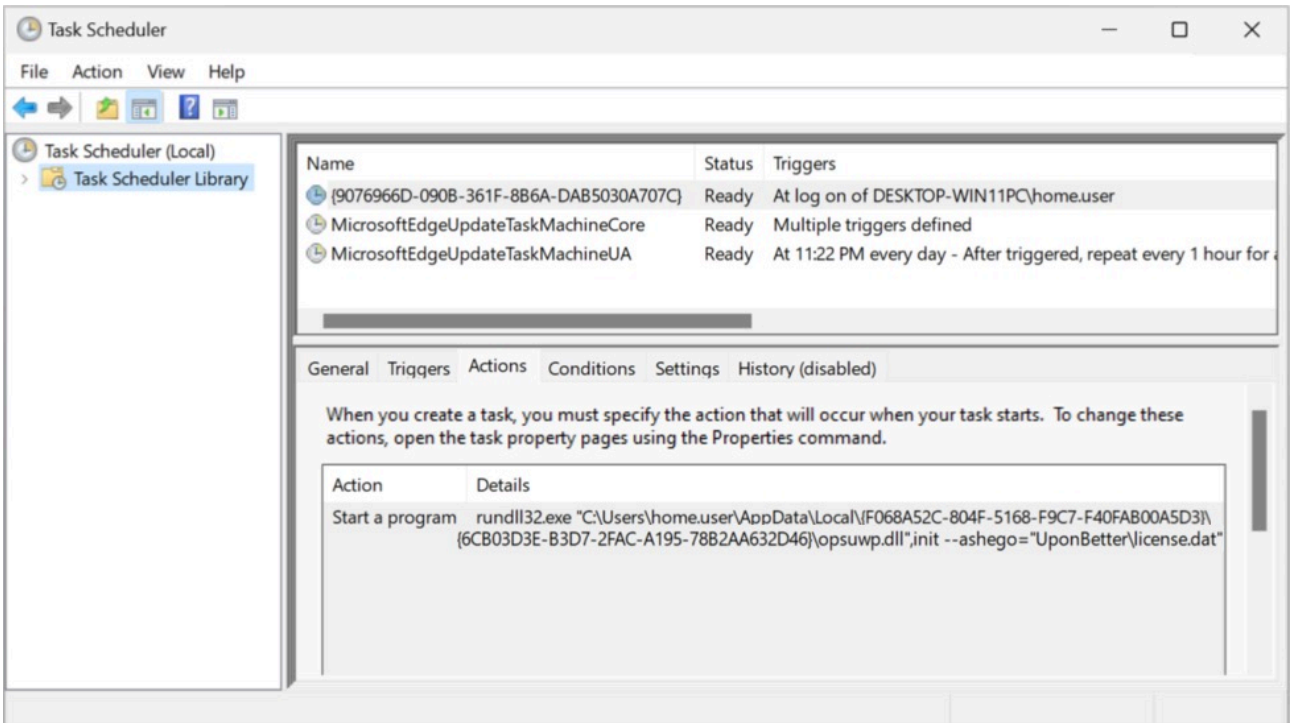 Task Scheduler
File Action View Help
Task Scheduler (Local)
Task Scheduler Library
Name Status Triggers
{9076966D-090B-361F-8B6A-DAB5030A707C} Ready At log on of DESKTOP-WIN11PC\home.user
MicrosoftEdgeUpdateTaskMachineCore Ready Multiple triggers defined
MicrosoftEdgeUpdateTaskMachineUA Ready At 11:22 PM every day - After triggered, repeat every 1 hour for a
General Triggers Actions Conditions Settings History (disabled)
When you create a task, you must specify the action that will occur when your task starts. To change these
actions, open the task property pages using the Properties command.
Action Details
Start a program rundll32.exe "C:\Users\home.user\AppData\Local\{F068A52C-804F-5168-F9C7-F40FAB00A5D3}\
{6CB03D3E-B3D7-2FAC-A195-78B2AA632D46}\opsuwp.dll",init --ashego="UponBetter\license.dat"